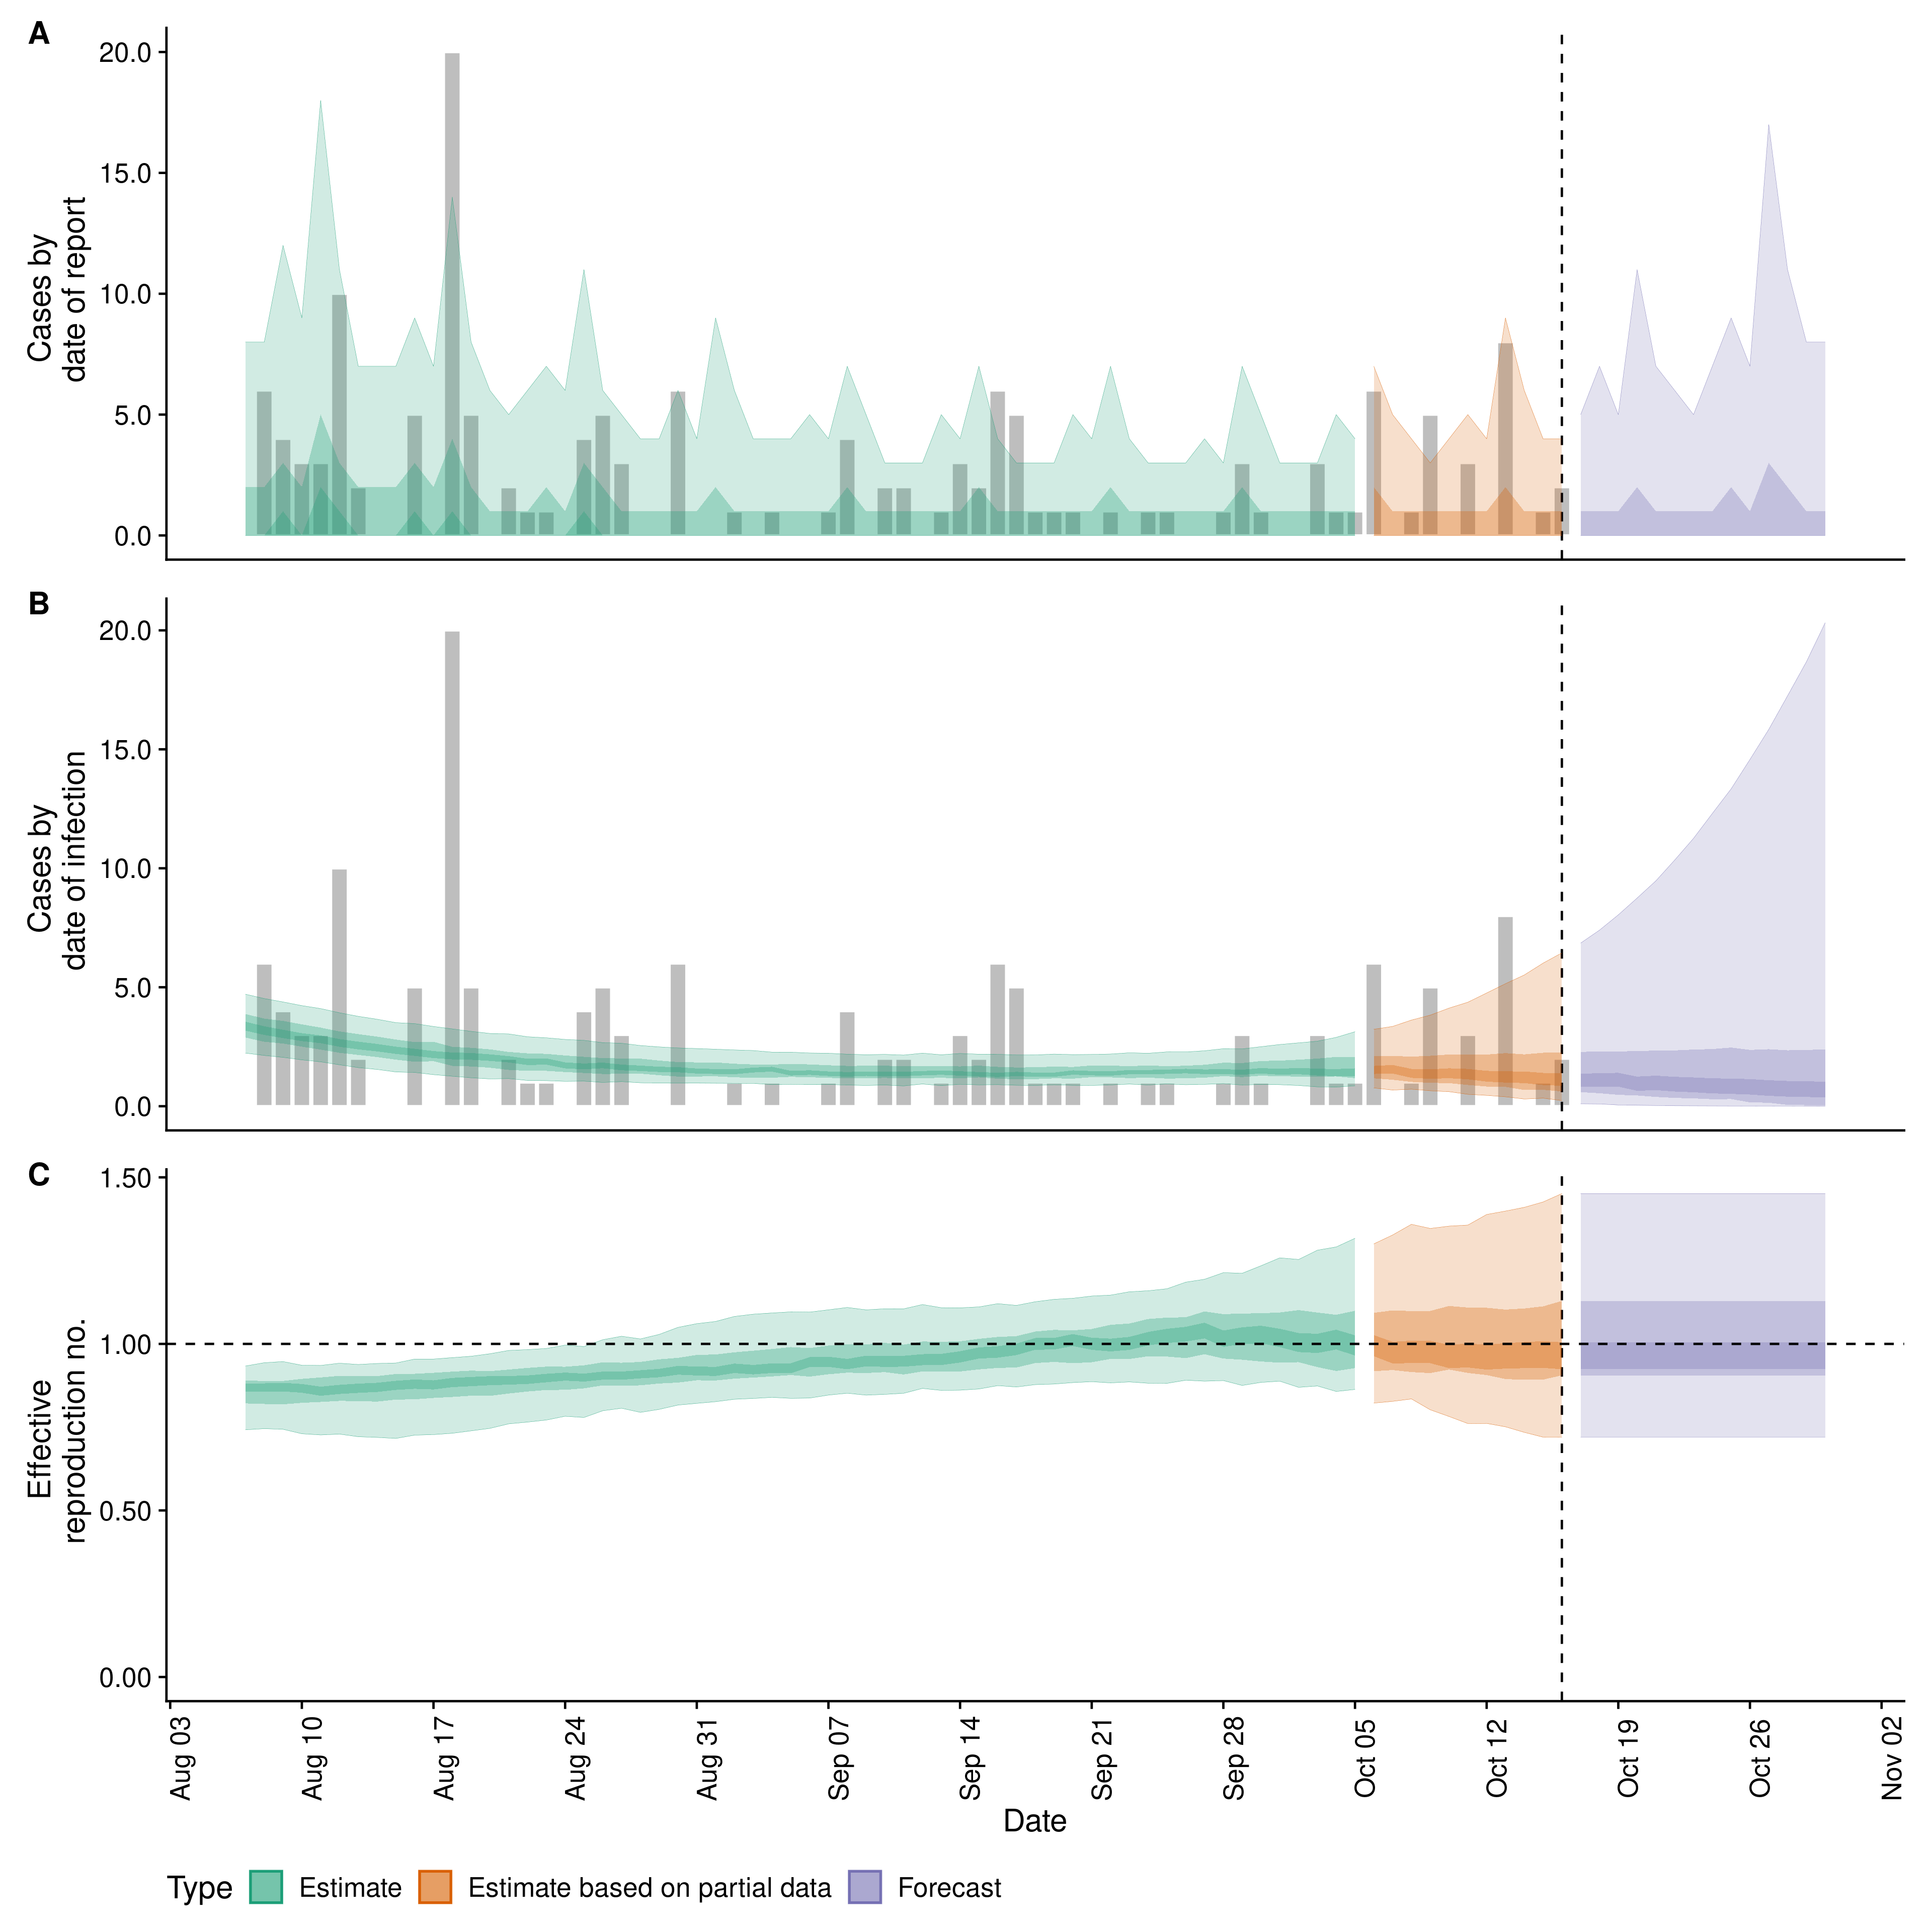 A
20.0
15.0
10.0
5.0
0.0
Cases by
date of report
B
20.0
15.0
10.0
5.0
0.0
Cases by
date of infection
C
1.50
1.00
0.50
0.00
Effective
reproduction no.
Aug 03
Aug 10
Aug 17
Aug 24
Aug 31
Sep 07
Sep 14
Sep 21
Sep 28
Oct 05
Oct 12
Oct 19
Oct 26
Nov 02
Date
Type Estimate Estimate based on partial data Forecast